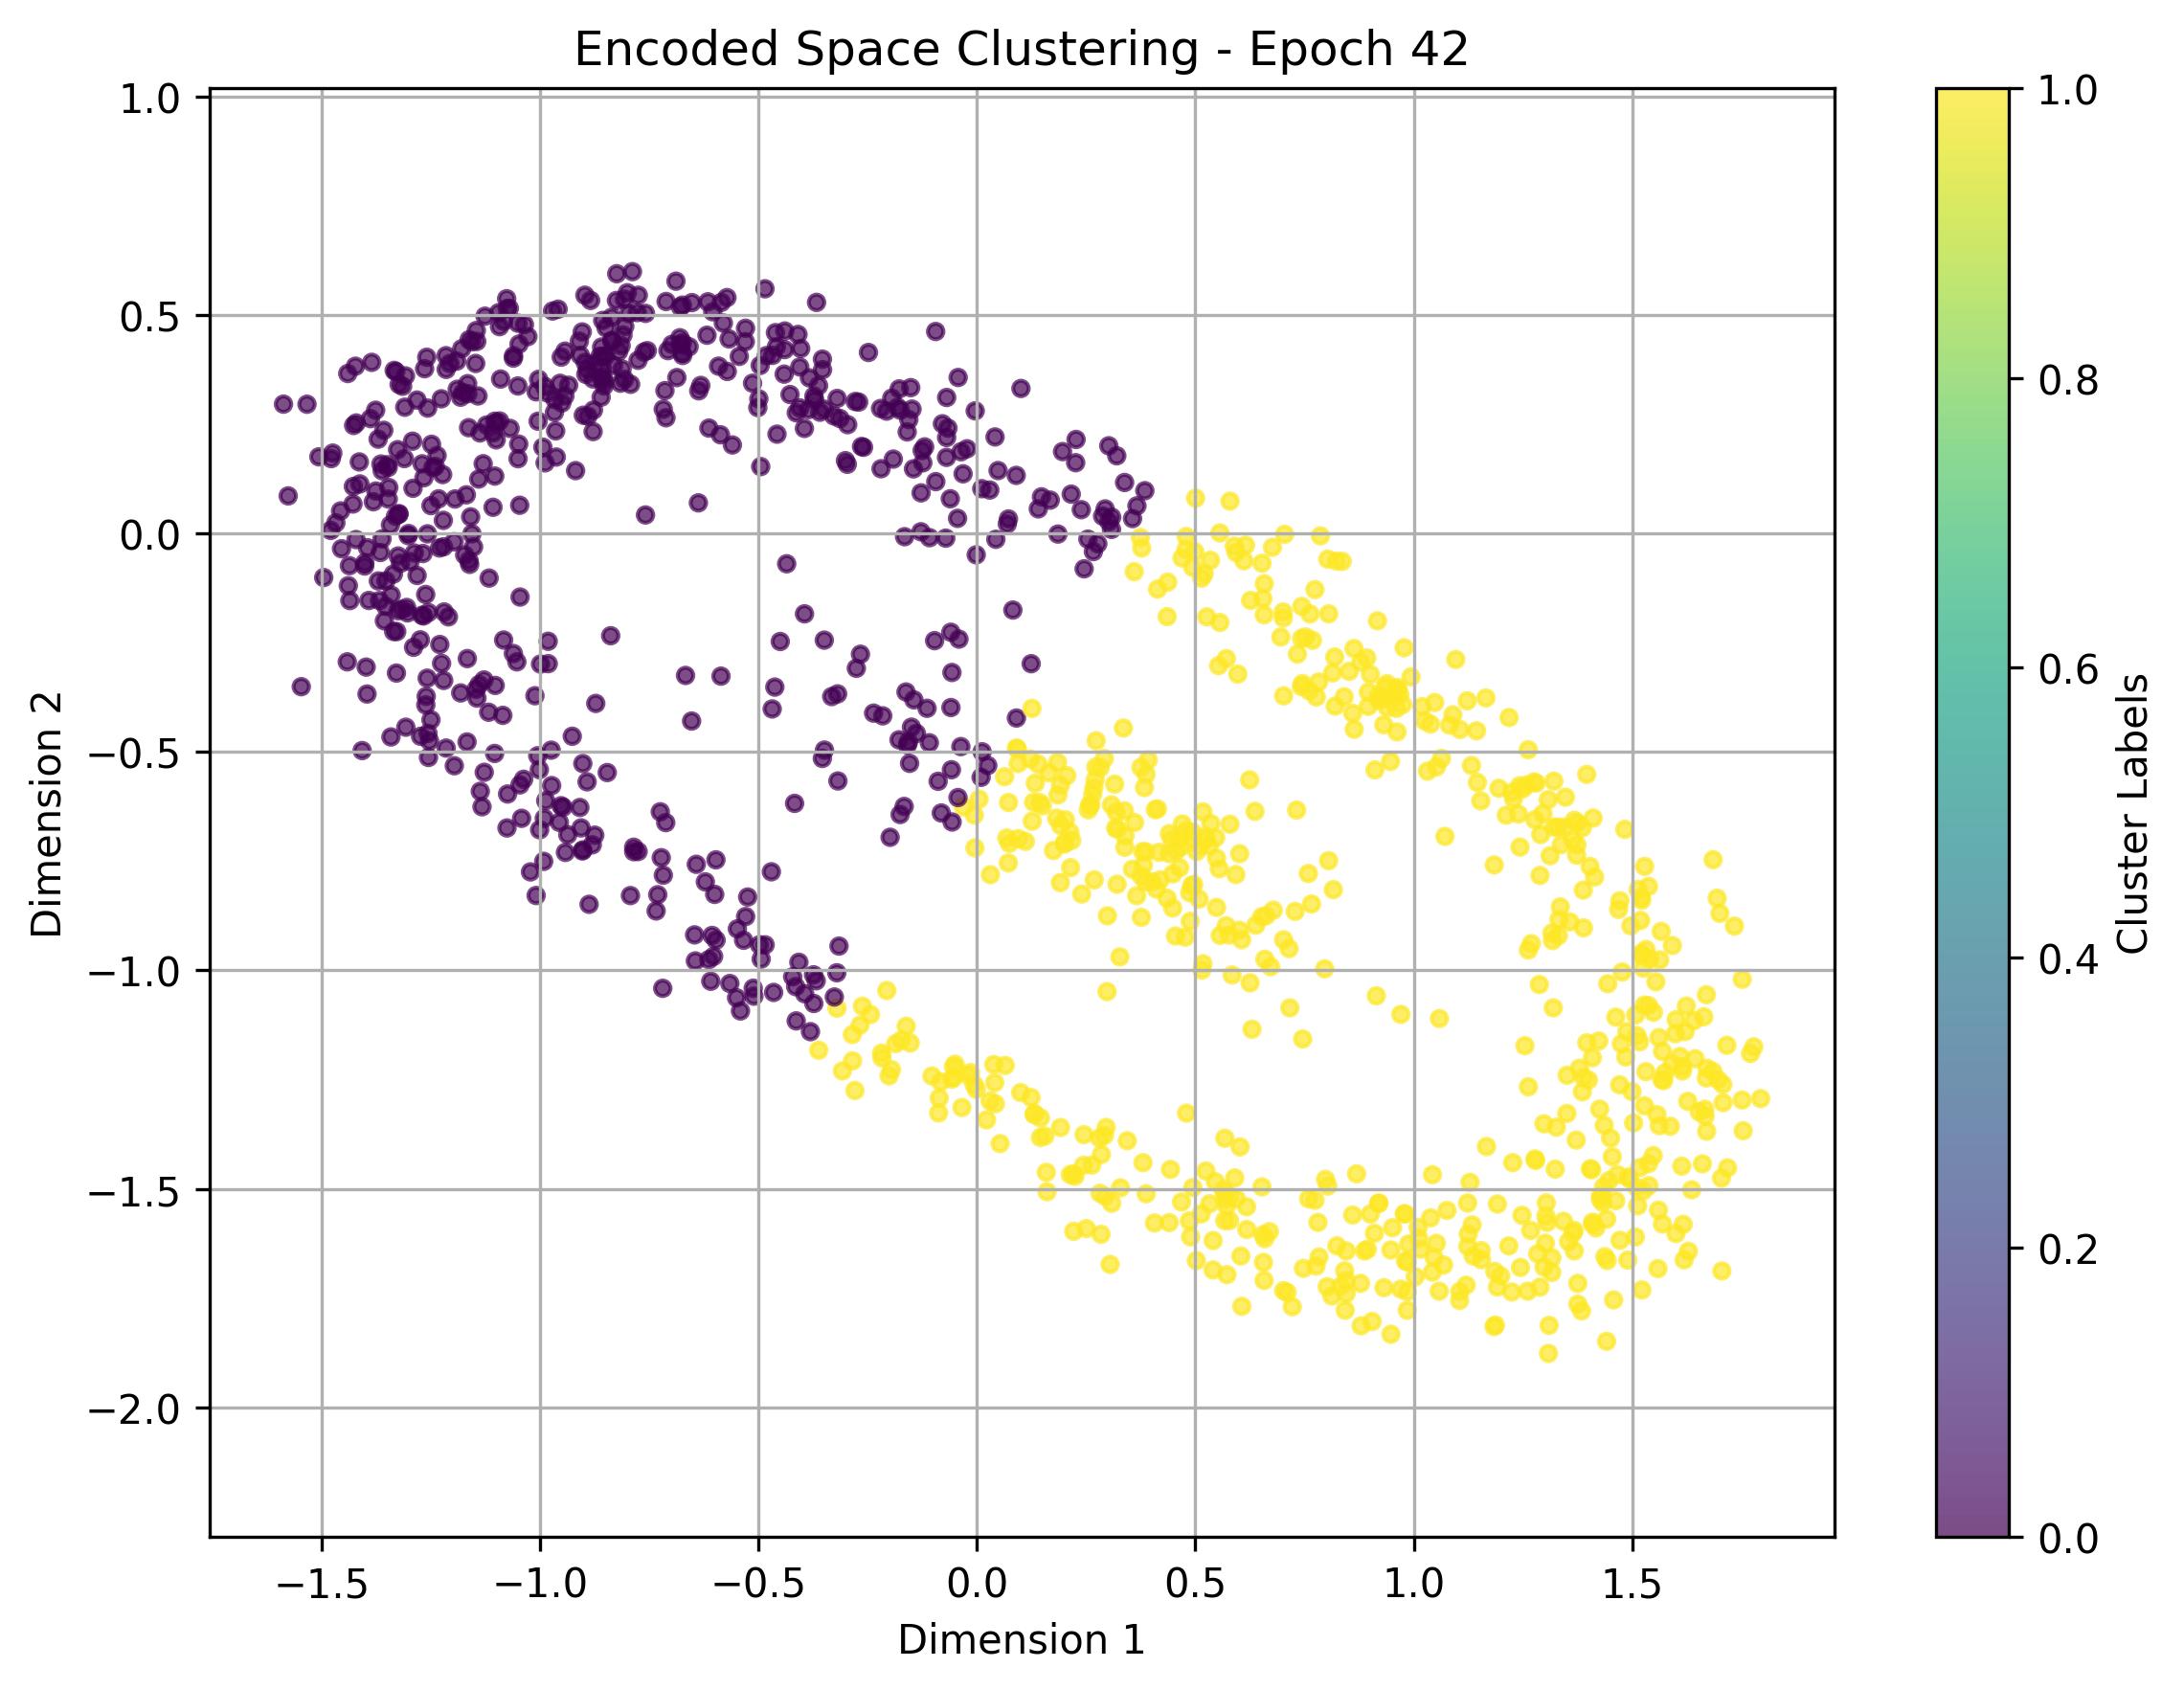 Encoded Space Clustering - Epoch 42
1.0
0.5
0.0
−0.5
−1.0
−1.5
−2.0
Dimension 2
−1.5 −1.0 −0.5 0.0 0.5 1.0 1.5
Dimension 1
1.0
0.8
0.6
0.4
0.2
0.0
Cluster Labels